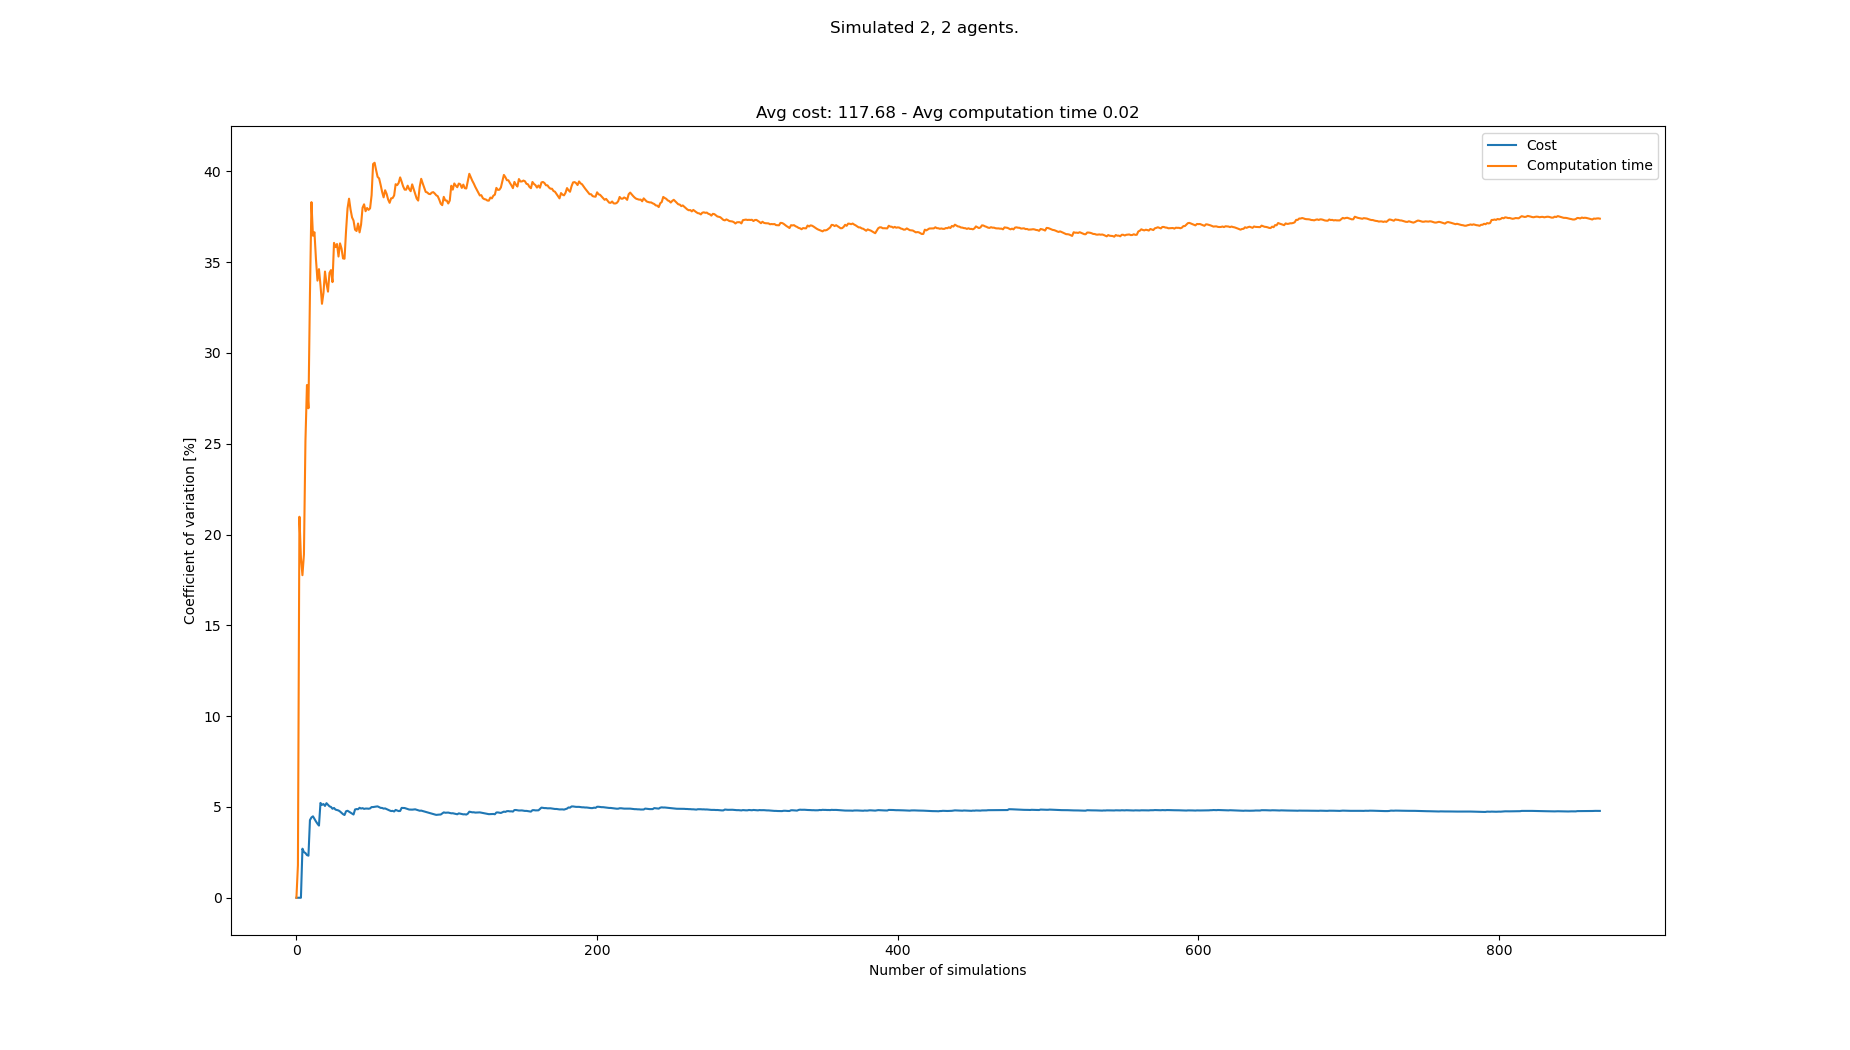 Simulated 2, 2 agents.
Avg cost: 117.68 - Avg computation time 0.02
Cost
Computation time
40
35
30
25
20
15
10
5
0
Coefficient of variation [%]
0 200 400 600 800
Number of simulations